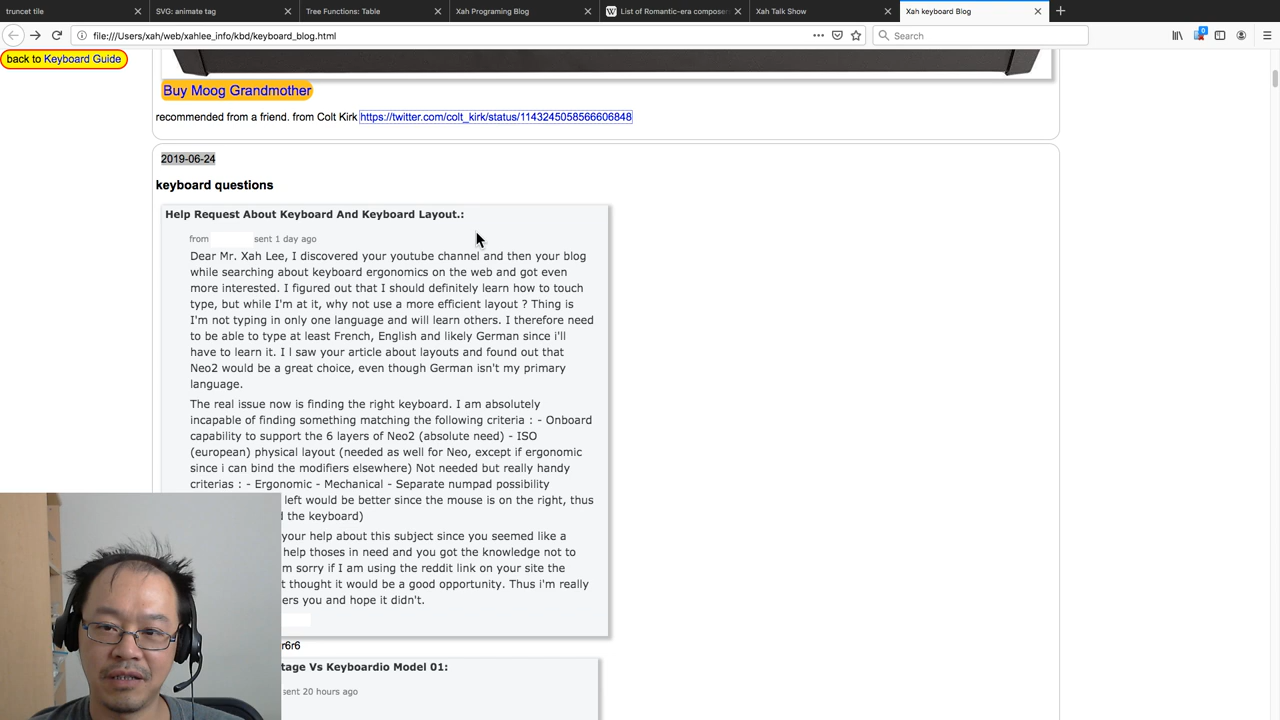 truncet tile
SVG: animate tag
Tree Functions: Table
Xah Programing Blog
List of Romantic-era composer
Xah Talk Show
Xah keyboard Blog
file:///Users/xah/web/xahlee_info/kbd/keyboard_blog.html
Search
back to Keyboard Guide
Buy Moog Grandmother
recommended from a friend. from Colt Kirk https://twitter.com/colt_kirk/status/1143245058566606848
2019-06-24
keyboard questions
Help Request About Keyboard And Keyboard Layout.:
from sent 1 day ago
Dear Mr. Xah Lee, I discovered your youtube channel and then your blog
while searching about keyboard ergonomics on the web and got even
more interested. I figured out that I should definitely learn how to touch
type, but while I'm at it, why not use a more efficient layout ? Thing is
I'm not typing in only one language and will learn others. I therefore need
to be able to type at least French, English and likely German since i'll
have to learn it. I l saw your article about layouts and found out that
Neo2 would be a great choice, even though German isn't my primary
language.
The real issue now is finding the right keyboard. I am absolutely
incapable of finding something matching the following criteria : - Onboard
capability to support the 6 layers of Neo2 (absolute need) - ISO
(european) physical layout (needed as well for Neo, except if ergonomic
since i can bind the modifiers elsewhere) Not needed but really handy
criterias : - Ergonomic - Mechanical - Separate numpad possibility
left would be better since the mouse is on the right, thus
the keyboard)
your help about this subject since you seemed like a
help thoses in need and you got the knowledge not to
sorry if I am using the reddit link on your site the
thought it would be a good opportunity. Thus i'm really
you and hope it didn't.
r6r6
Vs Keyboardio Model 01:
sent 20 hours ago